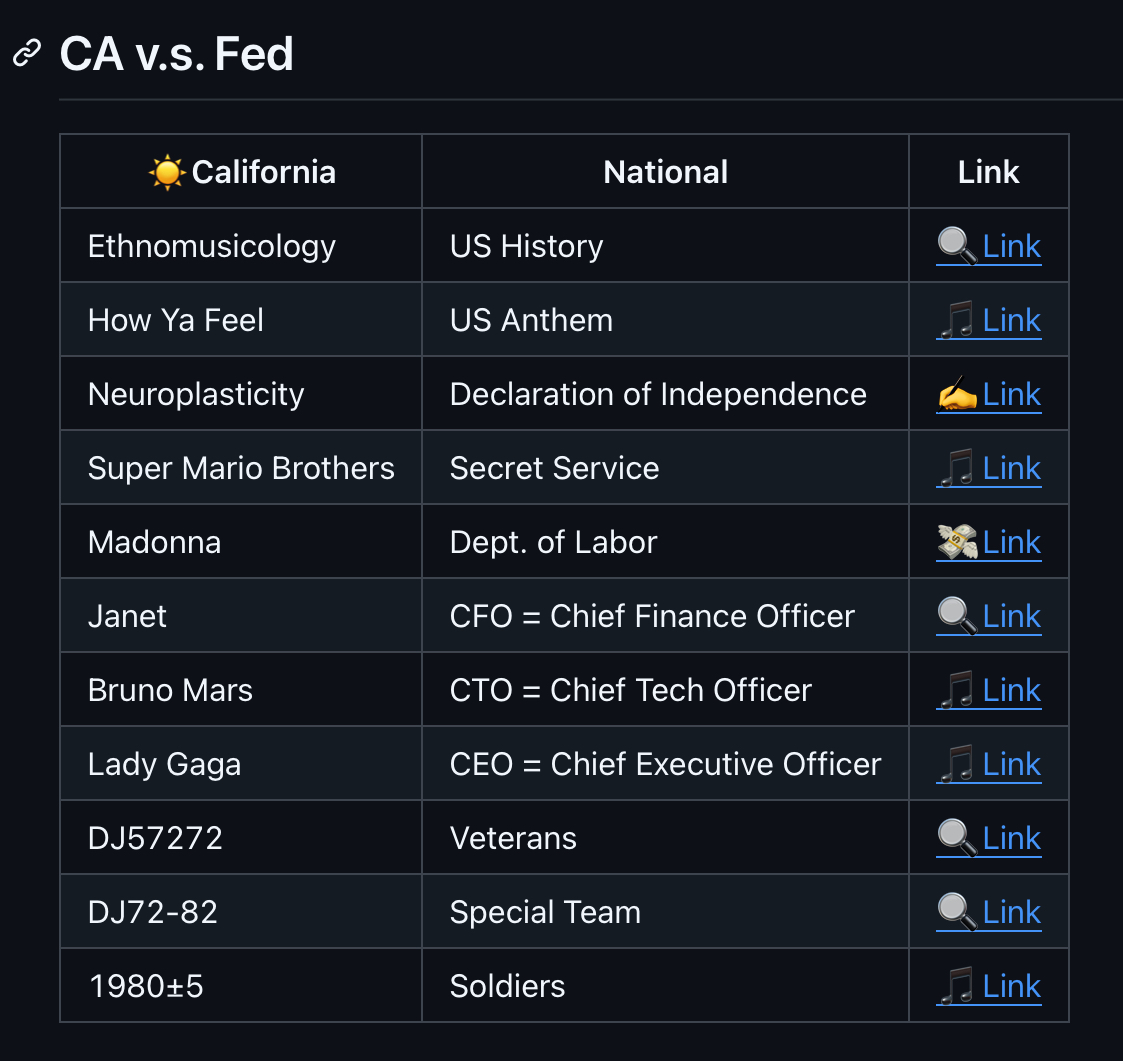 CA v.s. Fed
California National Link
Ethnomusicology US History Link
How Ya Feel US Anthem Link
Neuroplasticity Declaration of Independence Link
Super Mario Brothers Secret Service Link
Madonna Dept. of Labor Link
Janet CFO = Chief Finance Officer Link
Bruno Mars CTO = Chief Tech Officer Link
Lady Gaga CEO = Chief Executive Officer Link
DJ57272 Veterans Link
DJ72-82 Special Team Link
1980±5 Soldiers Link